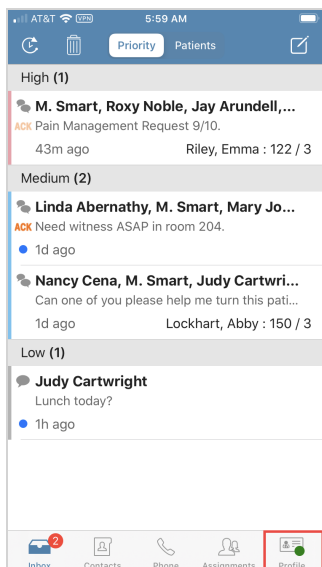 AT&T VPN 5:59 AM
Priority Patients
High (1)
M. Smart, Roxy Noble, Jay Arundell,...
ACK Pain Management Request 9/10.
43m ago Riley, Emma : 122 / 3
Medium (2)
Linda Abernathy, M. Smart, Mary Jo...
ACK Need witness ASAP in room 204.
1d ago
Nancy Cena, M. Smart, Judy Cartwri...
Can one of you please help me turn this pati...
1d ago Lockhart, Abby : 150 / 3
Low (1)
Judy Cartwright
Lunch today?
1h ago
2
Inbox Contacts Phone Assignments Profile